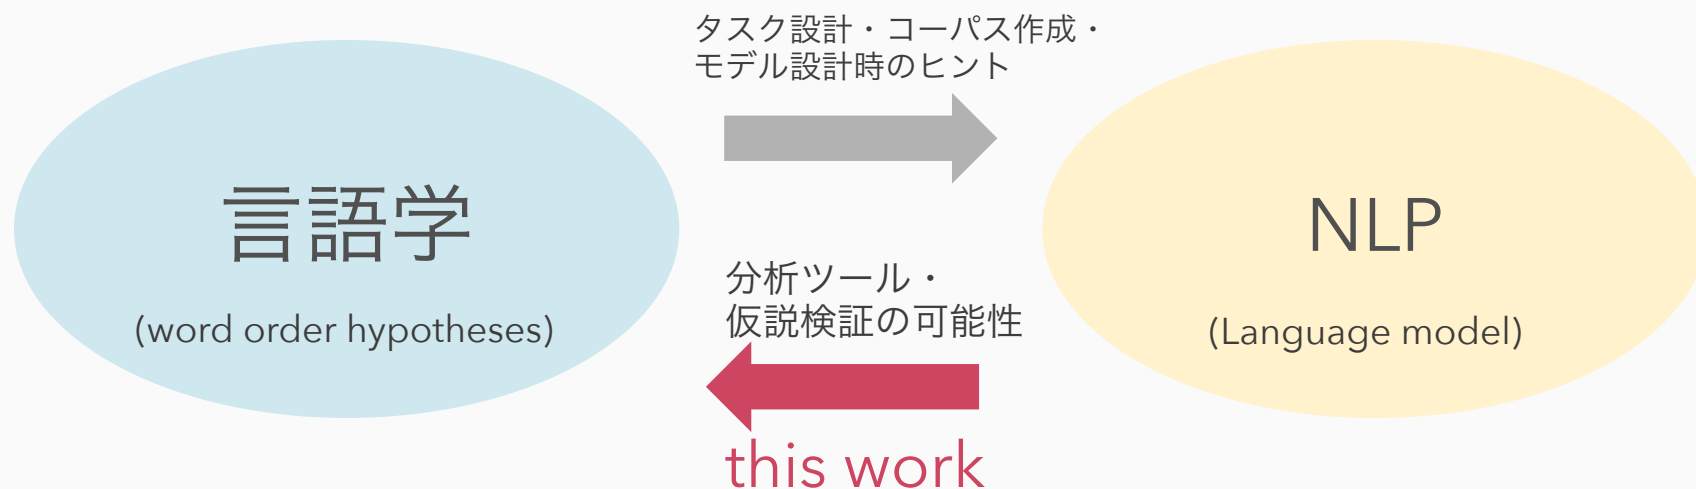 タスク設計・コーパス作成・
モデル設計時のヒント
言語学
(word order hypotheses)
NLP
(Language model)
分析ツール・
仮説検証の可能性
this work